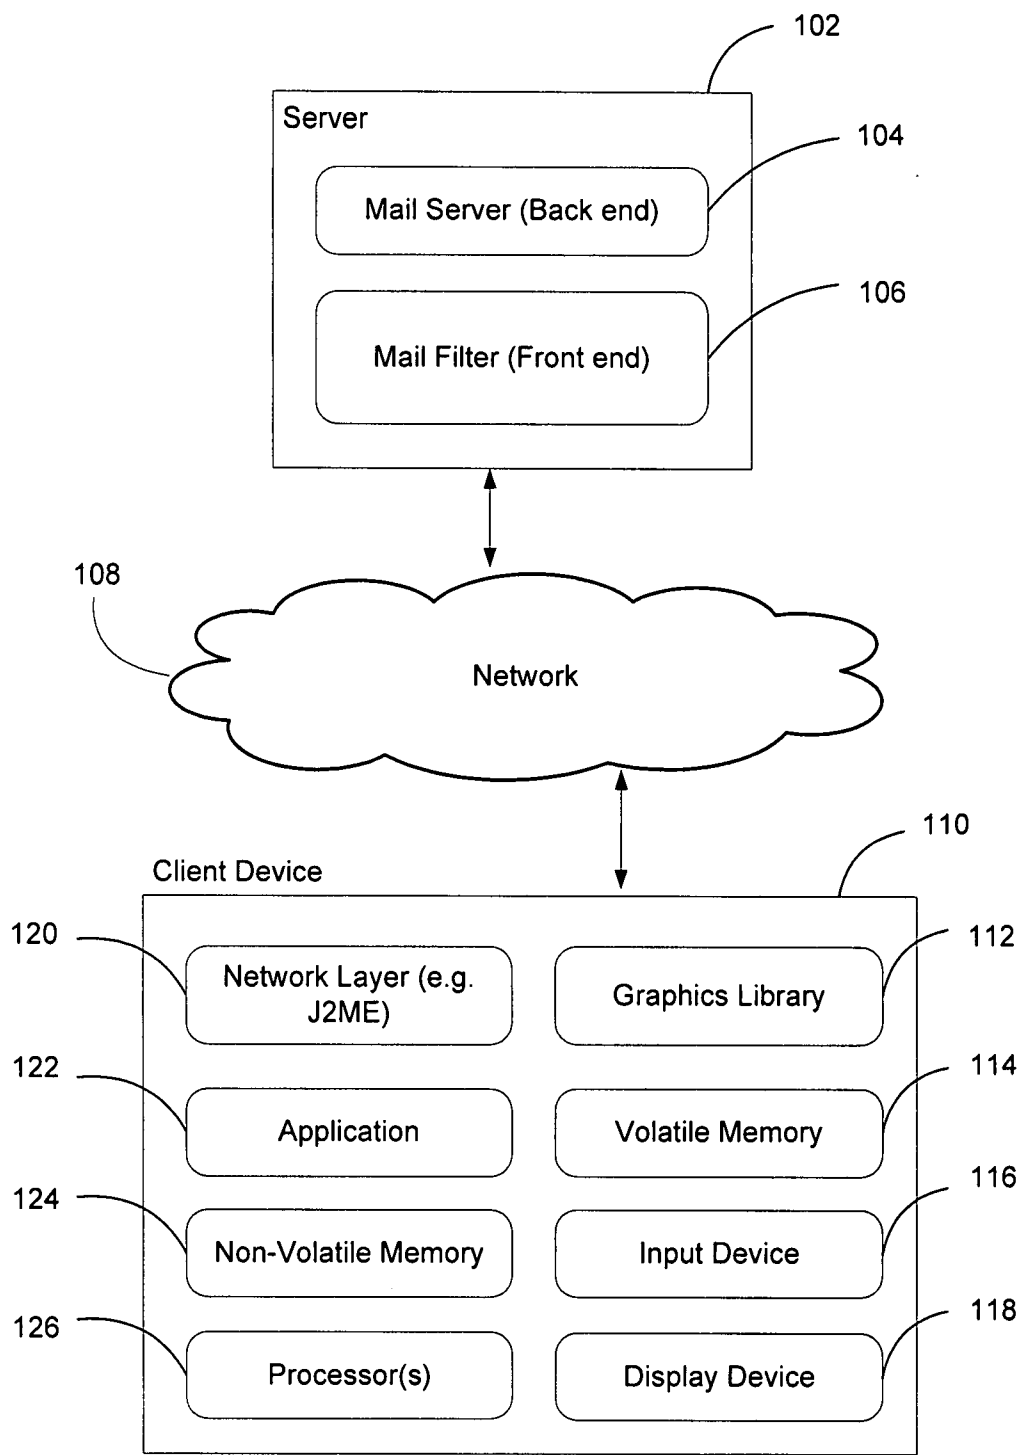 102
Server
104
Mail Server (Back end)
106
Mail Filter (Front end)
108
Network
110
Client Device
120
Network Layer (e.g.
J2ME)
112
Graphics Library
122
Application
114
Volatile Memory
124
Non-Volatile Memory
116
Input Device
126
Processor(s)
118
Display Device